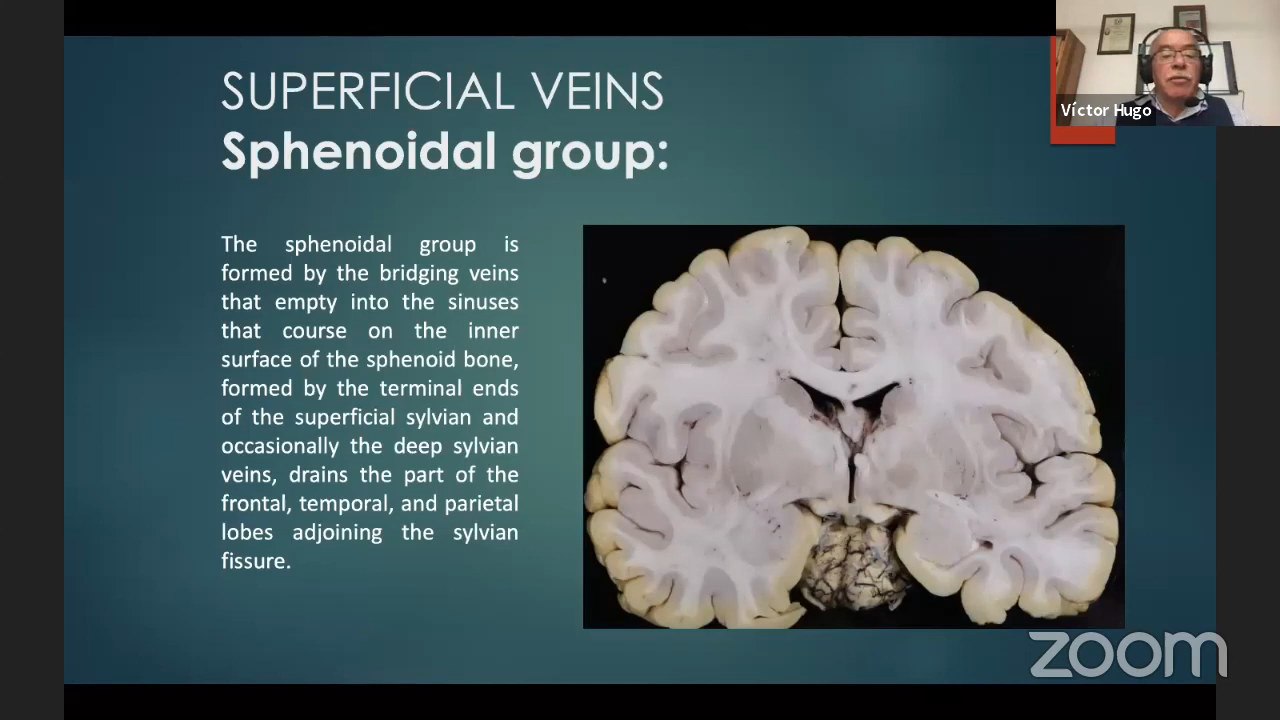 SUPERFICIAL VEINS
Sphenoidal group:
Víctor Hugo
The sphenoidal group is
formed by the bridging veins
that empty into the sinuses
that course on the inner
surface of the sphenoid bone,
formed by the terminal ends
of the superficial sylvian and
occasionally the deep sylvian
veins, drains the part of the
frontal, temporal, and parietal
lobes adjoining the sylvian
fissure.
zoom